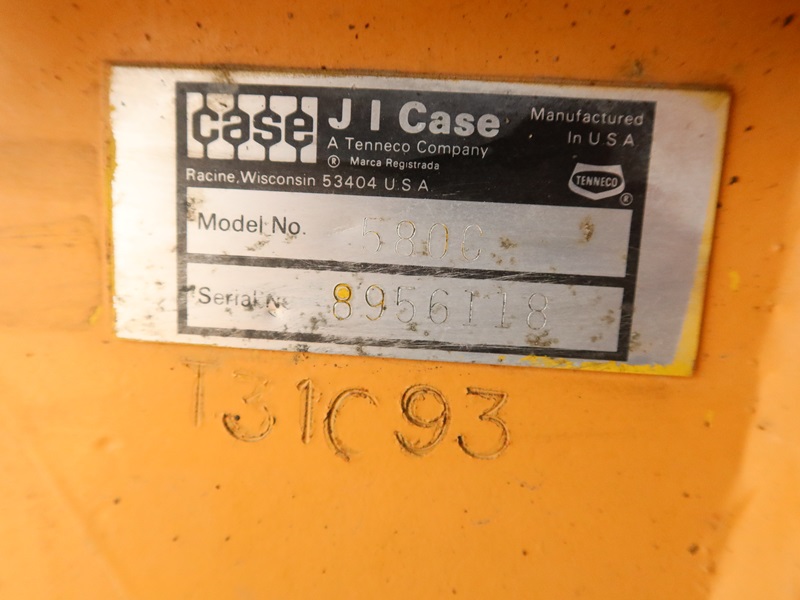 case
J I Case
A Tenneco Company
® Marca Registrada
Racine, Wisconsin 53404 U.S.A
Manufactured
In U S A
TENNECO
®
Model No. 580C
Serial No 8956118
T31C93